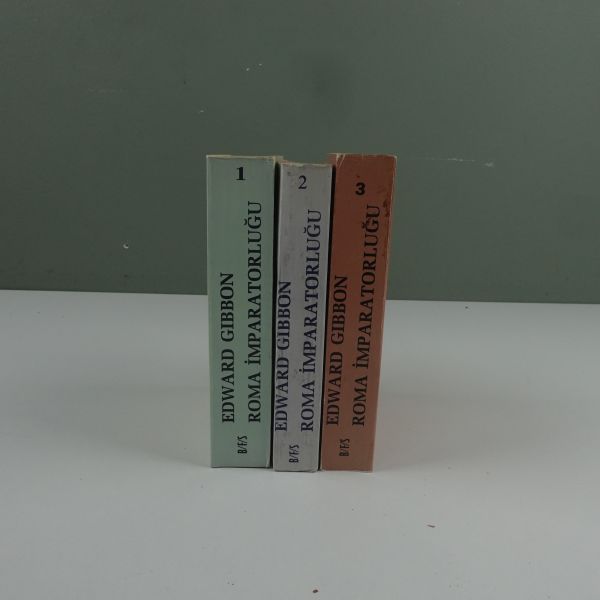 1
EDWARD GIBBON
ROMA İMPARATORLUĞU
B/F/S
2
EDWARD GIBBON
ROMA İMPARATORLUĞU
B/F/S
3
EDWARD GIBBON
ROMA İMPARATORLUĞU
B/F/S